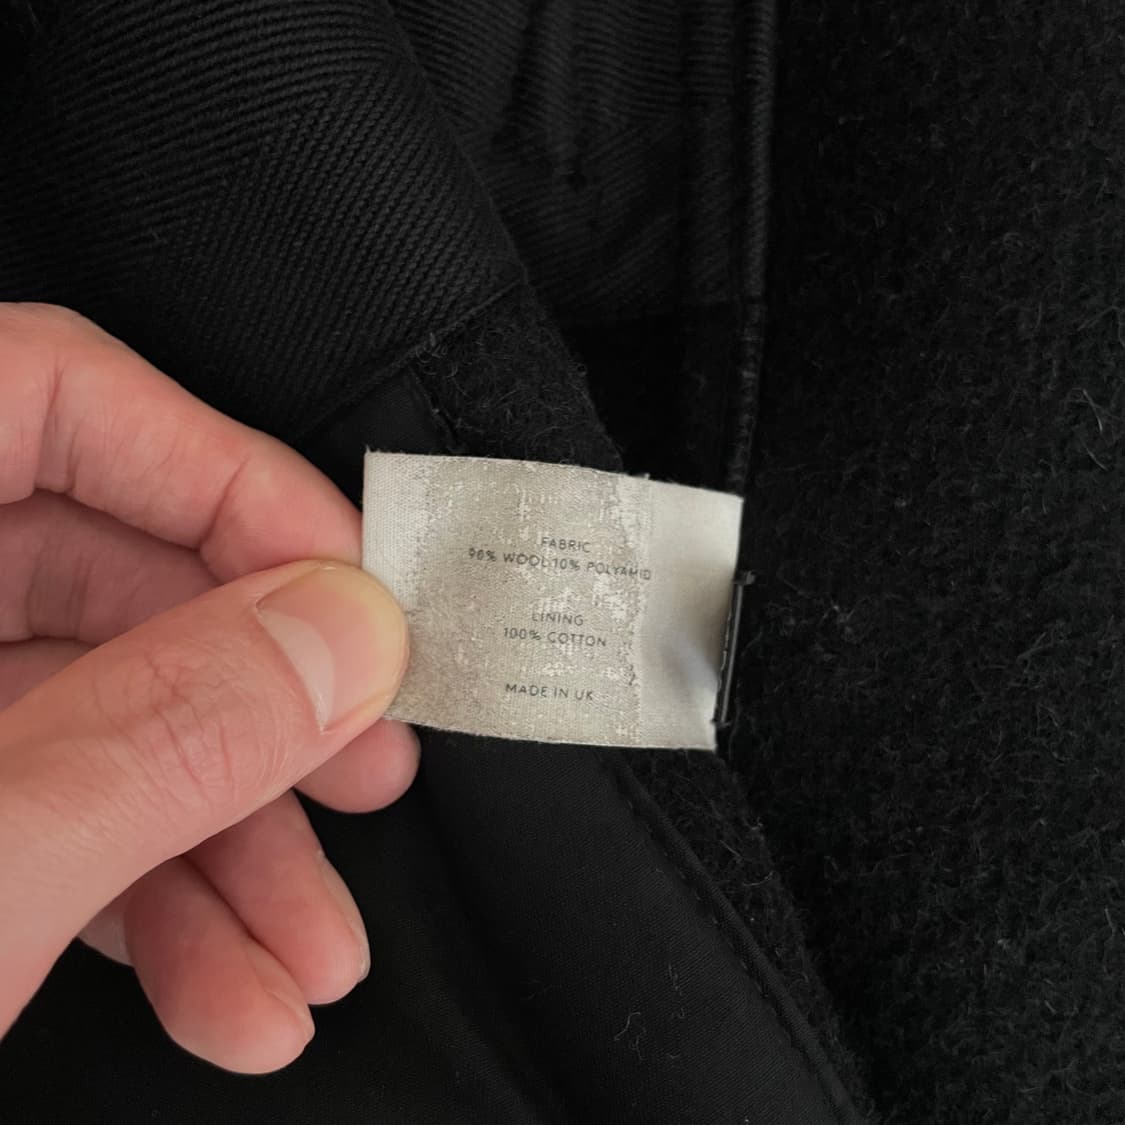 FABRIC
90% WOOL 10% POLYAMID
LINING
100% COTTON
MADE IN UK